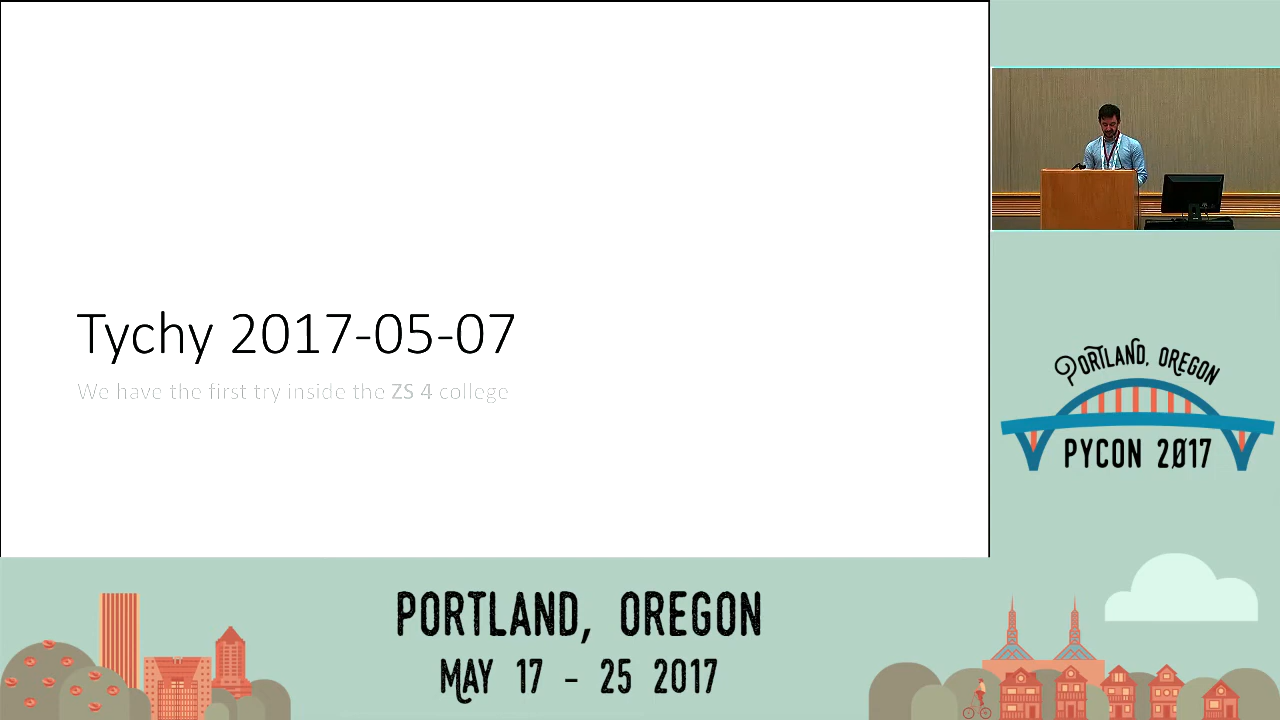 Tychy 2017-05-07
We have the first try inside the ZS 4 college
PORTLAND, OREGON
PYCON 2017
PORTLAND, OREGON
MAY 17 - 25 2017